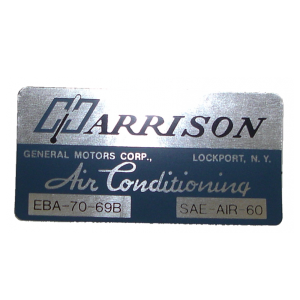 HARRISON
GENERAL MOTORS CORP., LOCKPORT, N. Y.
Air Conditioning
EBA-70-69B SAE-AIR-60